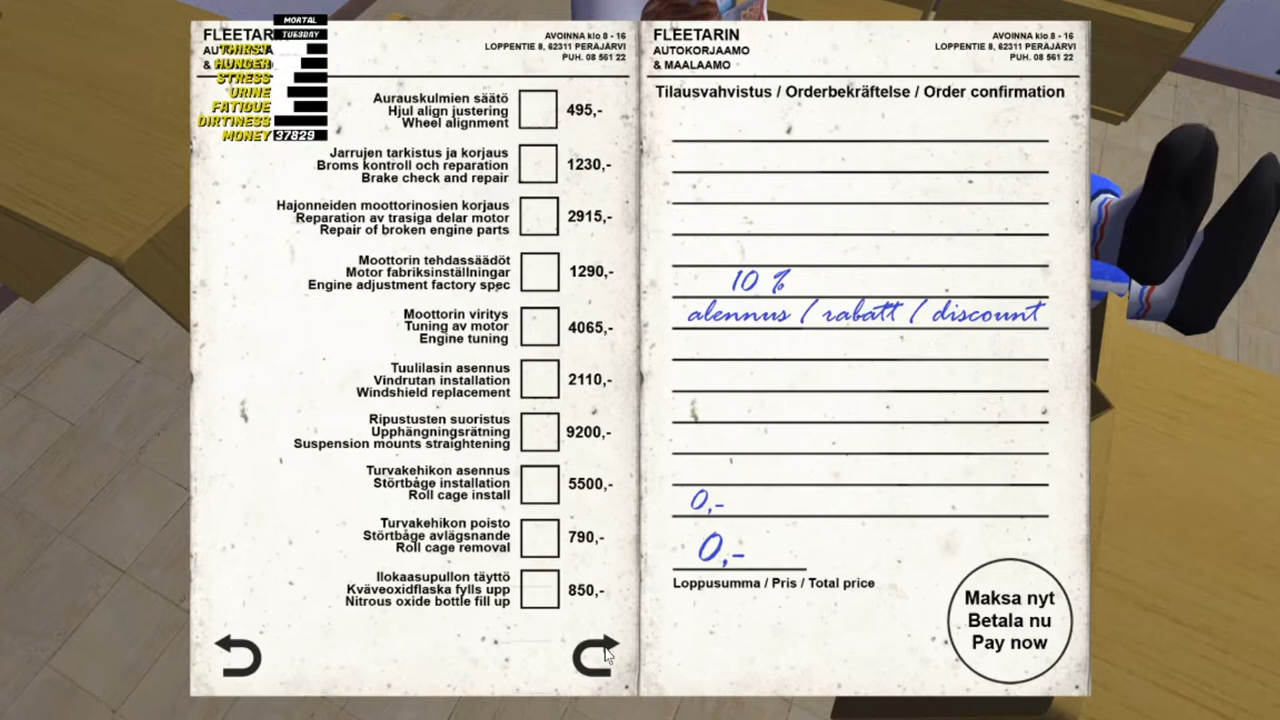 MORTAL
TUESDAY
THIRST
HUNGER
STRESS
URINE
FATIGUE
DIRTINESS
MONEY 37829
AVOINNA klo 8 - 16
LOPPENTIE 8, 62311 PERÄJÄRVI
PUH. 08 561 22
Aurauskulmien säätö
Hjul align justering
Wheel alignment
495,-
Jarrujen tarkistus ja korjaus
Broms kontroll och reparation
Brake check and repair
1230,-
Hajonneiden moottorinosien korjaus
Reparation av trasiga delar motor
Repair of broken engine parts
2915,-
Moottorin tehdassäädöt
Motor fabriksinställningar
Engine adjustment factory spec
1290,-
Moottorin viritys
Tuning av motor
Engine tuning
4065,-
Tuulilasin asennus
Vindrutan installation
Windshield replacement
2110,-
Ripustusten suoristus
Upphängningsrätning
Suspension mounts straightening
9200,-
Turvakehikon asennus
Störtbåge installation
Roll cage install
5500,-
Turvakehikon poisto
Störtbåge avlägsnande
Roll cage removal
790,-
Ilokaasupullon täyttö
Kväveoxidflaska fylls upp
Nitrous oxide bottle fill up
850,-
FLEETARIN
AUTOKORJAAMO
& MAALAAMO
AVOINNA klo 8 - 16
LOPPENTIE 8, 62311 PERÄJÄRVI
PUH. 08 561 22
Tilausvahvistus / Orderbekräftelse / Order confirmation
10 %
alennus / rabatt / discount
0,-
0,-
Loppusumma / Pris / Total price
Maksa nyt
Betala nu
Pay now